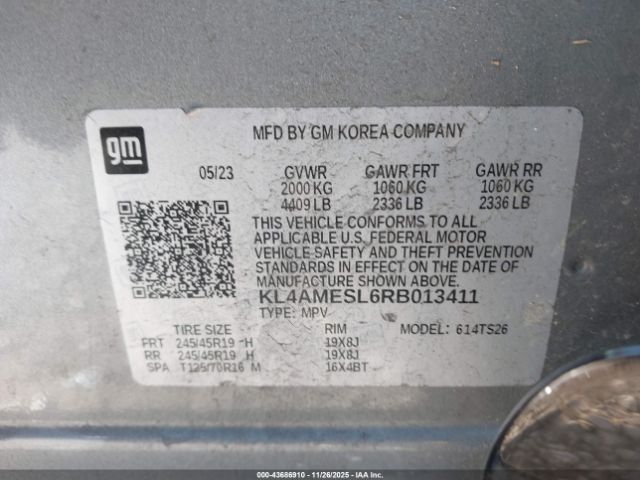 gm
MFD BY GM KOREA COMPANY
05/23 GVWR GAWR FRT GAWR RR
2000 KG 1060 KG 1060 KG
4409 LB 2336 LB 2336 LB
THIS VEHICLE CONFORMS TO ALL
APPLICABLE U.S. FEDERAL MOTOR
VEHICLE SAFETY AND THEFT PREVENTION
STANDARDS IN EFFECT ON THE DATE OF
MANUFACTURE SHOWN ABOVE.
KL4AMESL6RB013411
TYPE: MPV
TIRE SIZE RIM MODEL: 614TS26
FRT 245/45R19 H 19X8J
RR 245/45R19 H 19X8J
SPA T125/70R16 M 16X4BT
000-43686910 - 11/26/2025 - IAAI.com